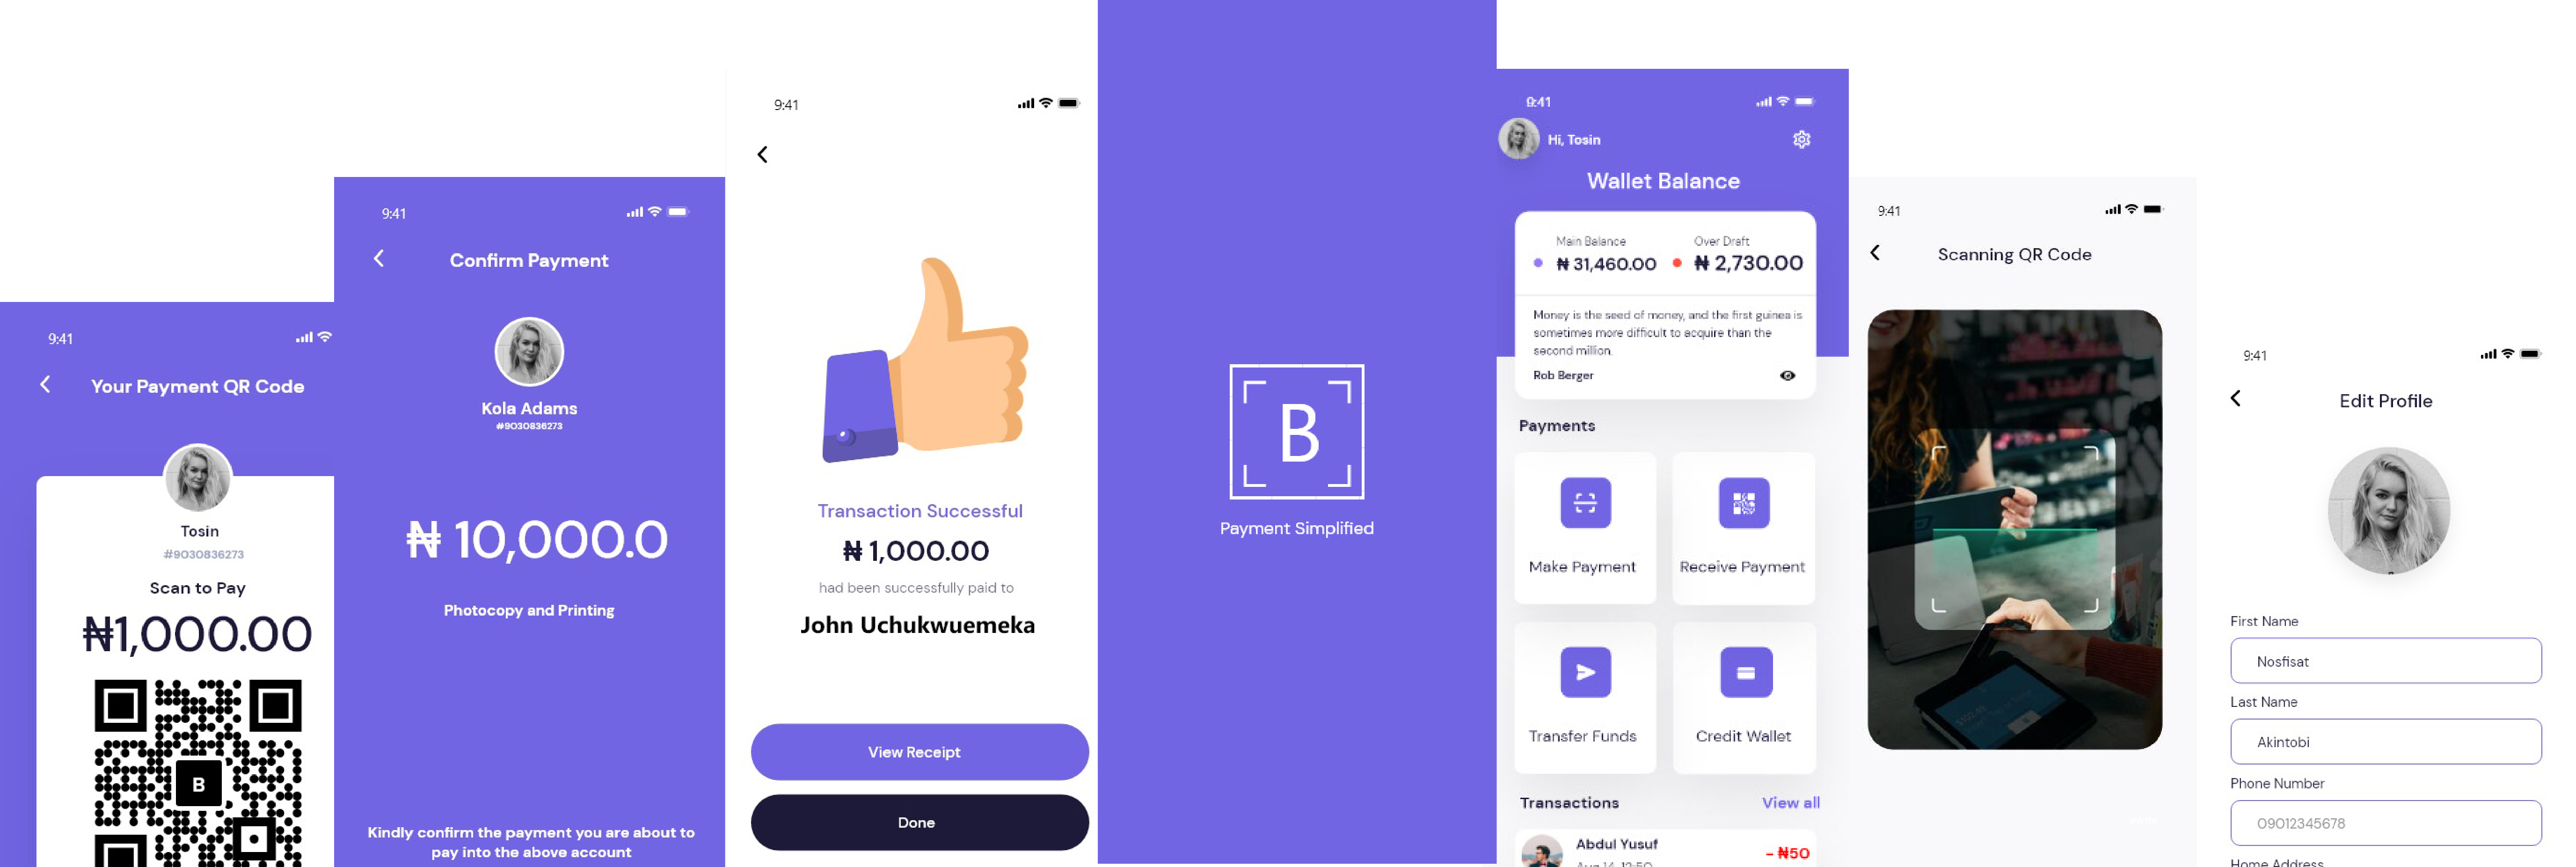 9:41
Your Payment QR Code
Tosin
#9030836273
Scan to Pay
₦1,000.00
B
9:41
Confirm Payment
Kola Adams
#9030836273
₦ 10,000.0
Photocopy and Printing
Kindly confirm the payment you are about to
pay into the above account
9:41
Transaction Successful
₦ 1,000.00
had been successfully paid to
John Uchukwuemeka
View Receipt
Done
B
Payment Simplified
9:41
Hi, Tosin
Wallet Balance
Main Balance
₦ 31,460.00
Over Draft
₦ 2,730.00
Money is the seed of money, and the first guinea is
sometimes more difficult to acquire than the
second million.
Rob Berger
Payments
Make Payment
Receive Payment
Transfer Funds
Credit Wallet
Transactions
View all
Abdul Yusuf
- ₦50
9:41
Scanning QR Code
9:41
Edit Profile
First Name
Nosfisat
Last Name
Akintobi
Phone Number
09012345678
Home Address